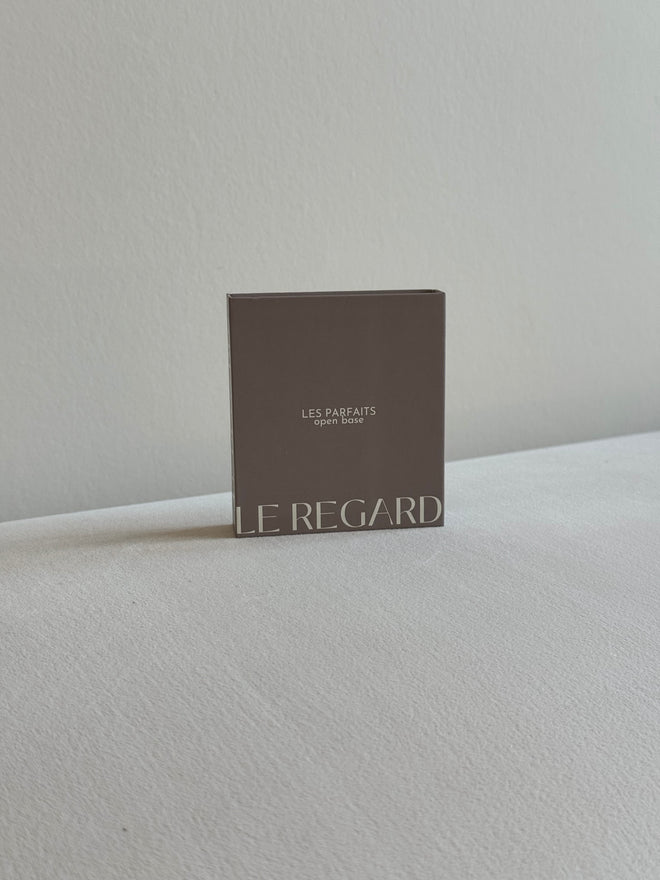 LES PARFAITS
open base
LE REGARD